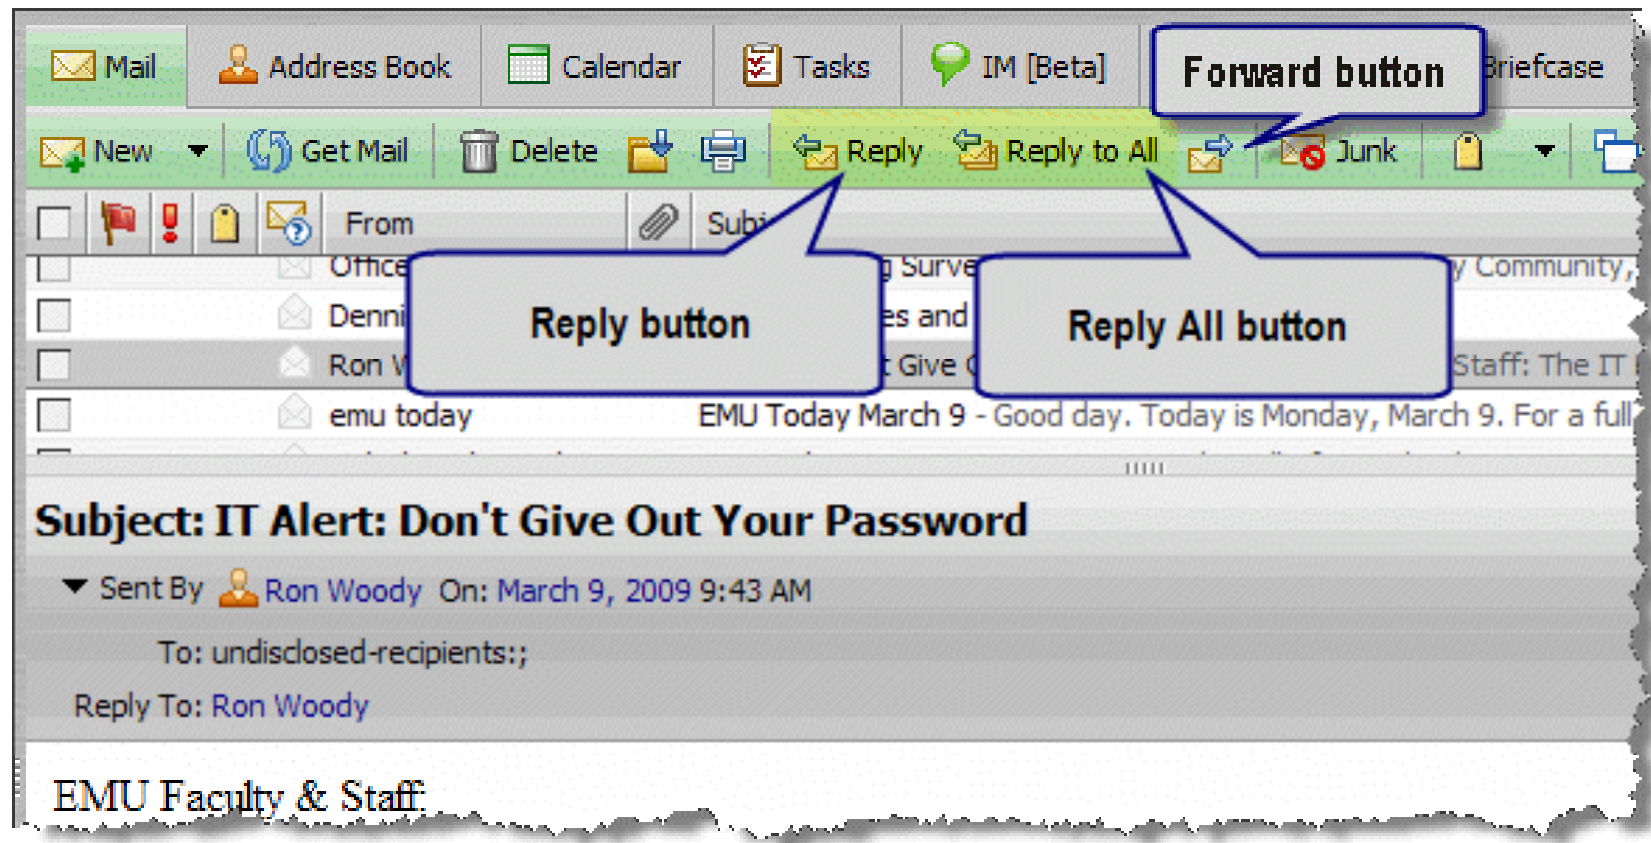 Mail Address Book Calendar Tasks IM [Beta] Forward button Briefcase
New Get Mail Delete Reply Reply to All Junk
From Subj
Office g Surve y Community,
Denni es and
Reply button Reply All button
Ron t Give Staff: The IT
emu today EMU Today March 9 - Good day. Today is Monday, March 9. For a full
Subject: IT Alert: Don't Give Out Your Password
Sent By Ron Woody On: March 9, 2009 9:43 AM
To: undisclosed-recipients:;
Reply To: Ron Woody
EMU Faculty & Staff: